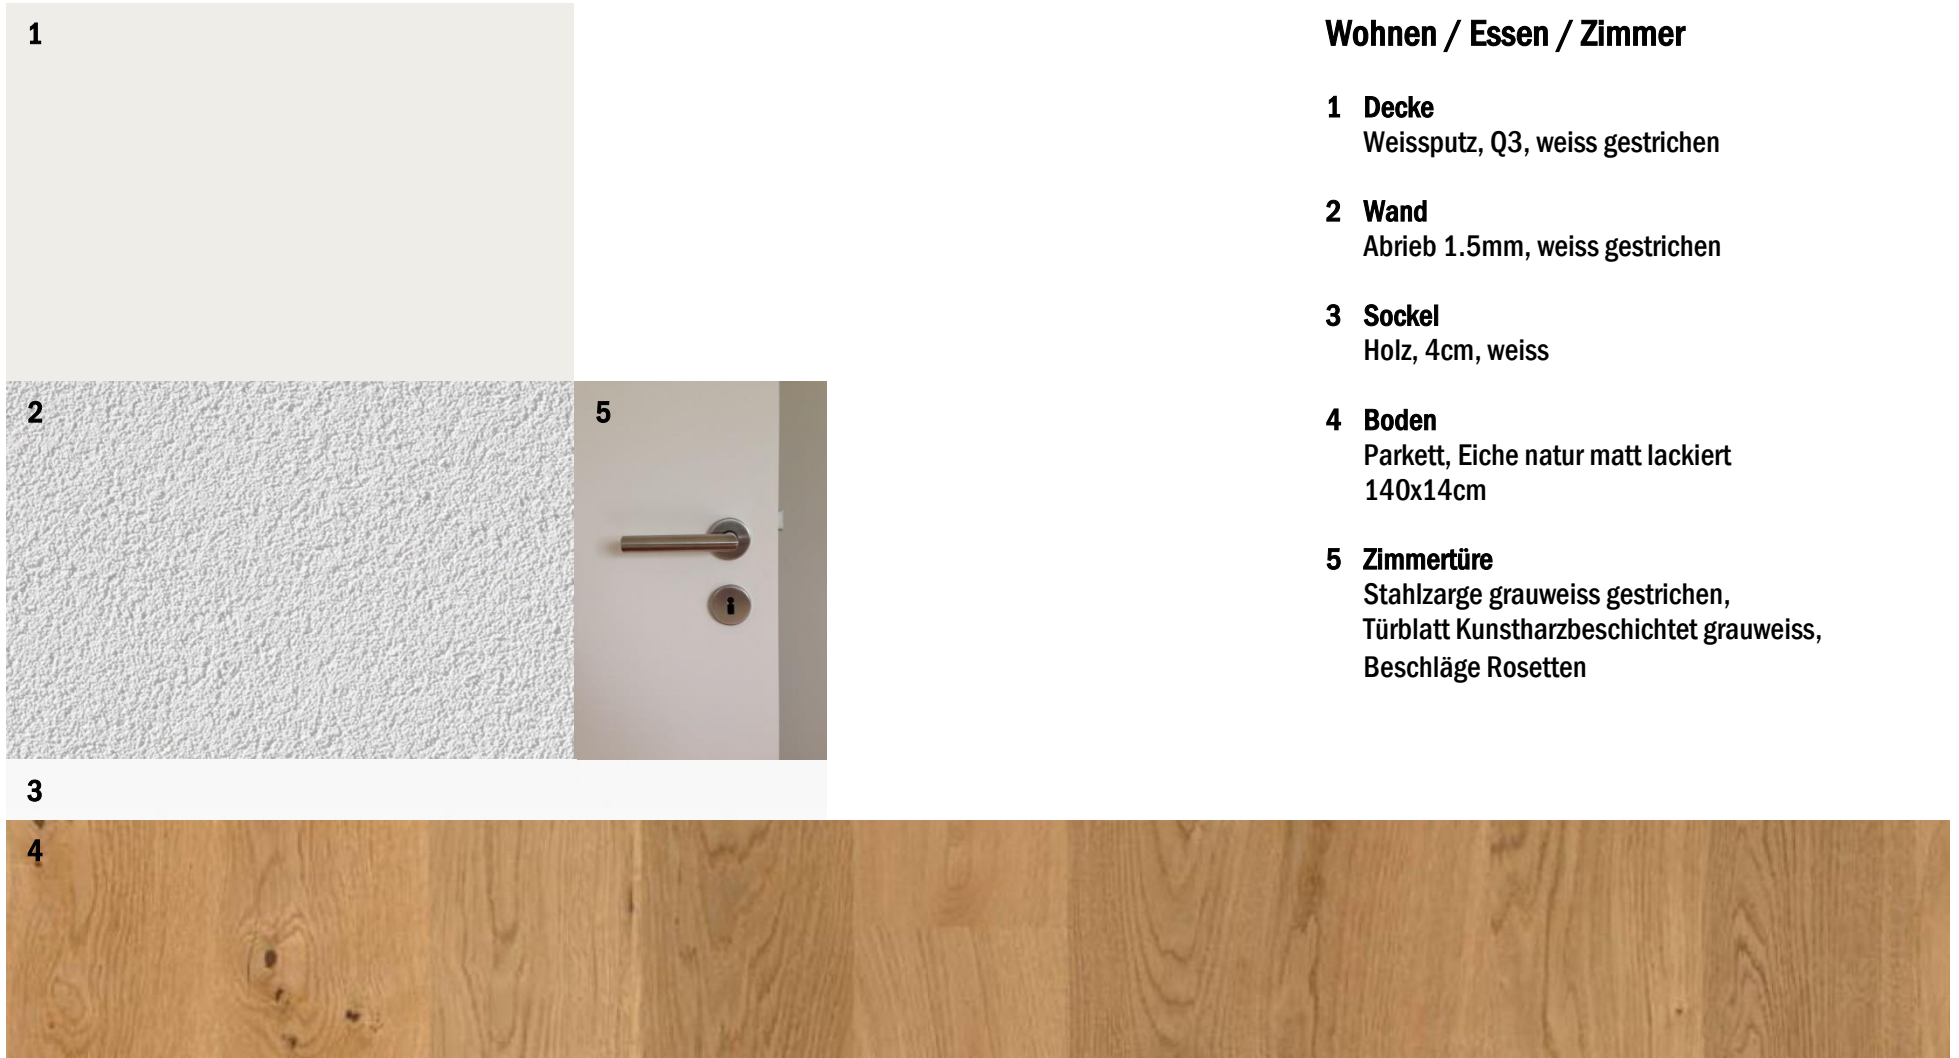 1
2
5
3
4
Wohnen / Essen / Zimmer
1 Decke
Weissputz, Q3, weiss gestrichen
2 Wand
Abrieb 1.5mm, weiss gestrichen
3 Sockel
Holz, 4cm, weiss
4 Boden
Parkett, Eiche natur matt lackiert
140x14cm
5 Zimmertüre
Stahlzarge grauweiss gestrichen,
Türblatt Kunstharzbeschichtet grauweiss,
Beschläge Rosetten